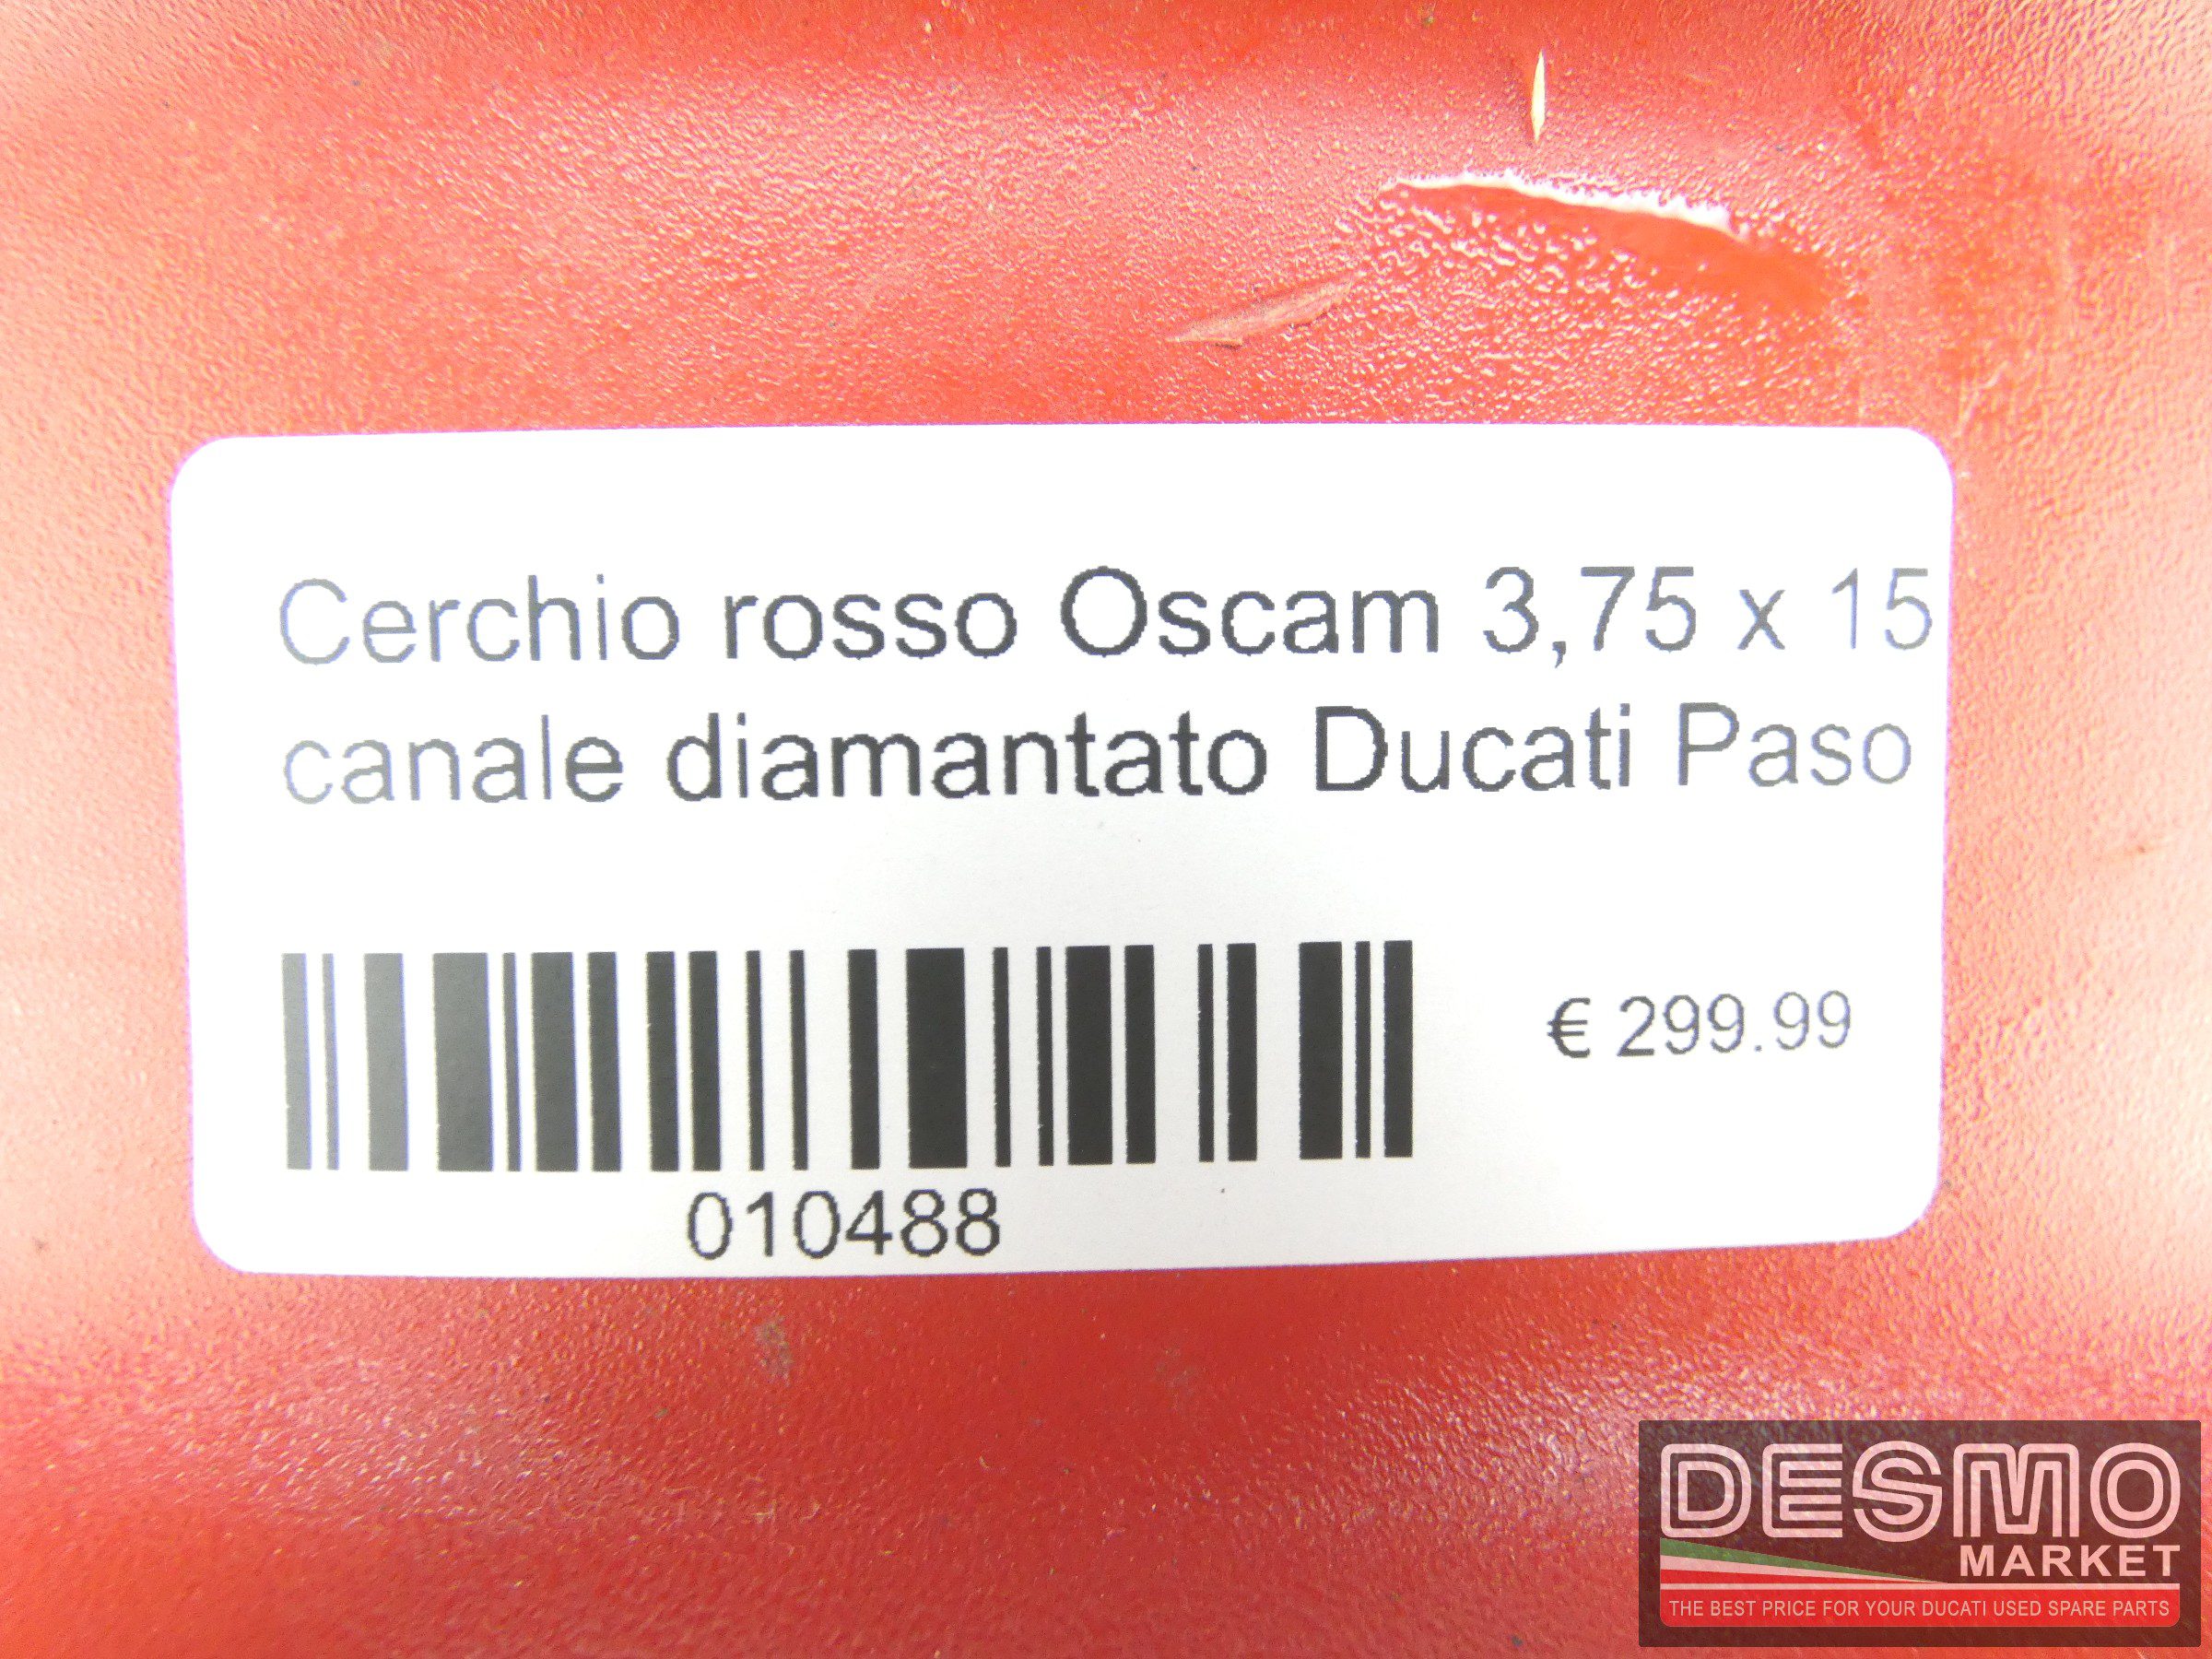 Cerchio rosso Oscam 3,75 x 15
canale diamantato Ducati Paso
€ 299.99
010488
DESMO
MARKET
THE BEST PRICE FOR YOUR DUCATI USED SPARE PARTS